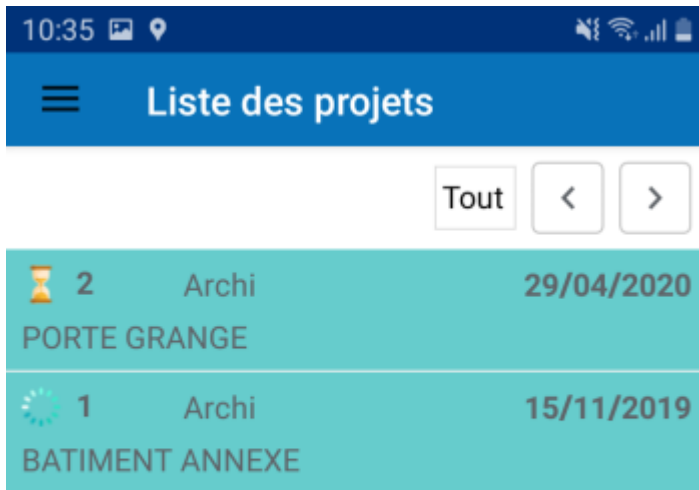 10:35
Liste des projets
Tout < >
2 Archi 29/04/2020
PORTE GRANGE
1 Archi 15/11/2019
BATIMENT ANNEXE